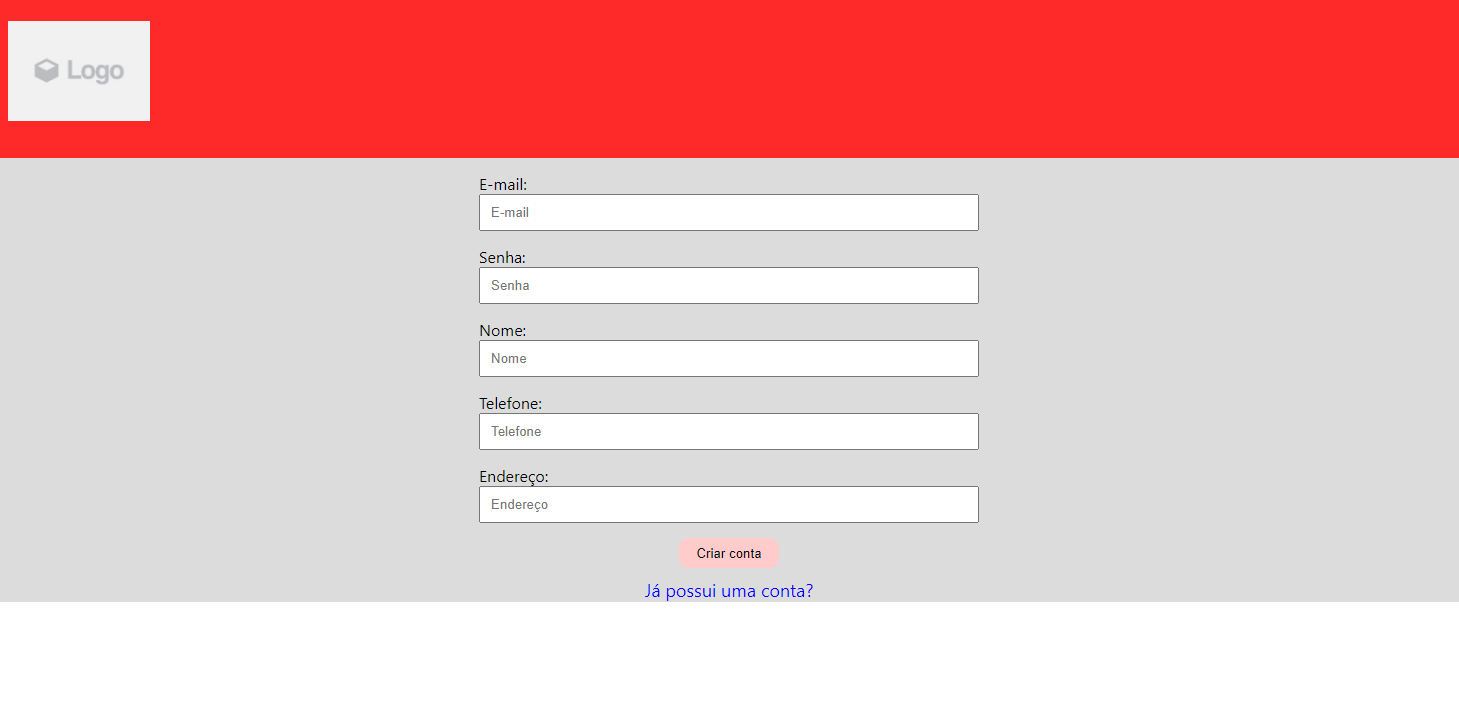 Logo
E-mail:
E-mail
Senha:
Senha
Nome:
Nome
Telefone:
Telefone
Endereço:
Endereço
Criar conta
Já possui uma conta?